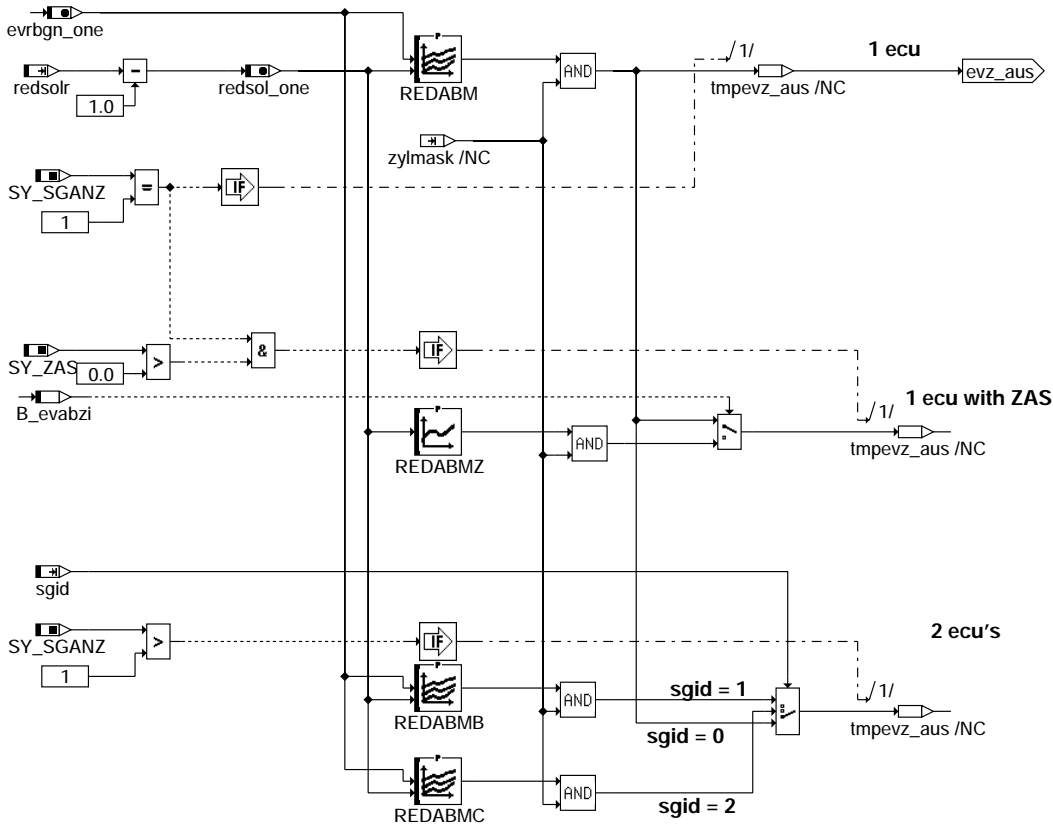 evrbgn_one
redsolr
-
1.0
redsol_one
P
REDABM
AND
/1/
1 ecu
tmpevz_aus /NC
evz_aus
zylmask /NC
SY_SGANZ
1
=
IF
SY_ZAS
0.0
>
&
IF
B_evabzi
P
REDABMZ
AND
1 ecu with ZAS
/1/
tmpevz_aus /NC
sgid
SY_SGANZ
1
>
IF
2 ecu's
P
REDABMB
AND
sgid = 1
sgid = 0
/1/
tmpevz_aus /NC
P
REDABMC
AND
sgid = 2